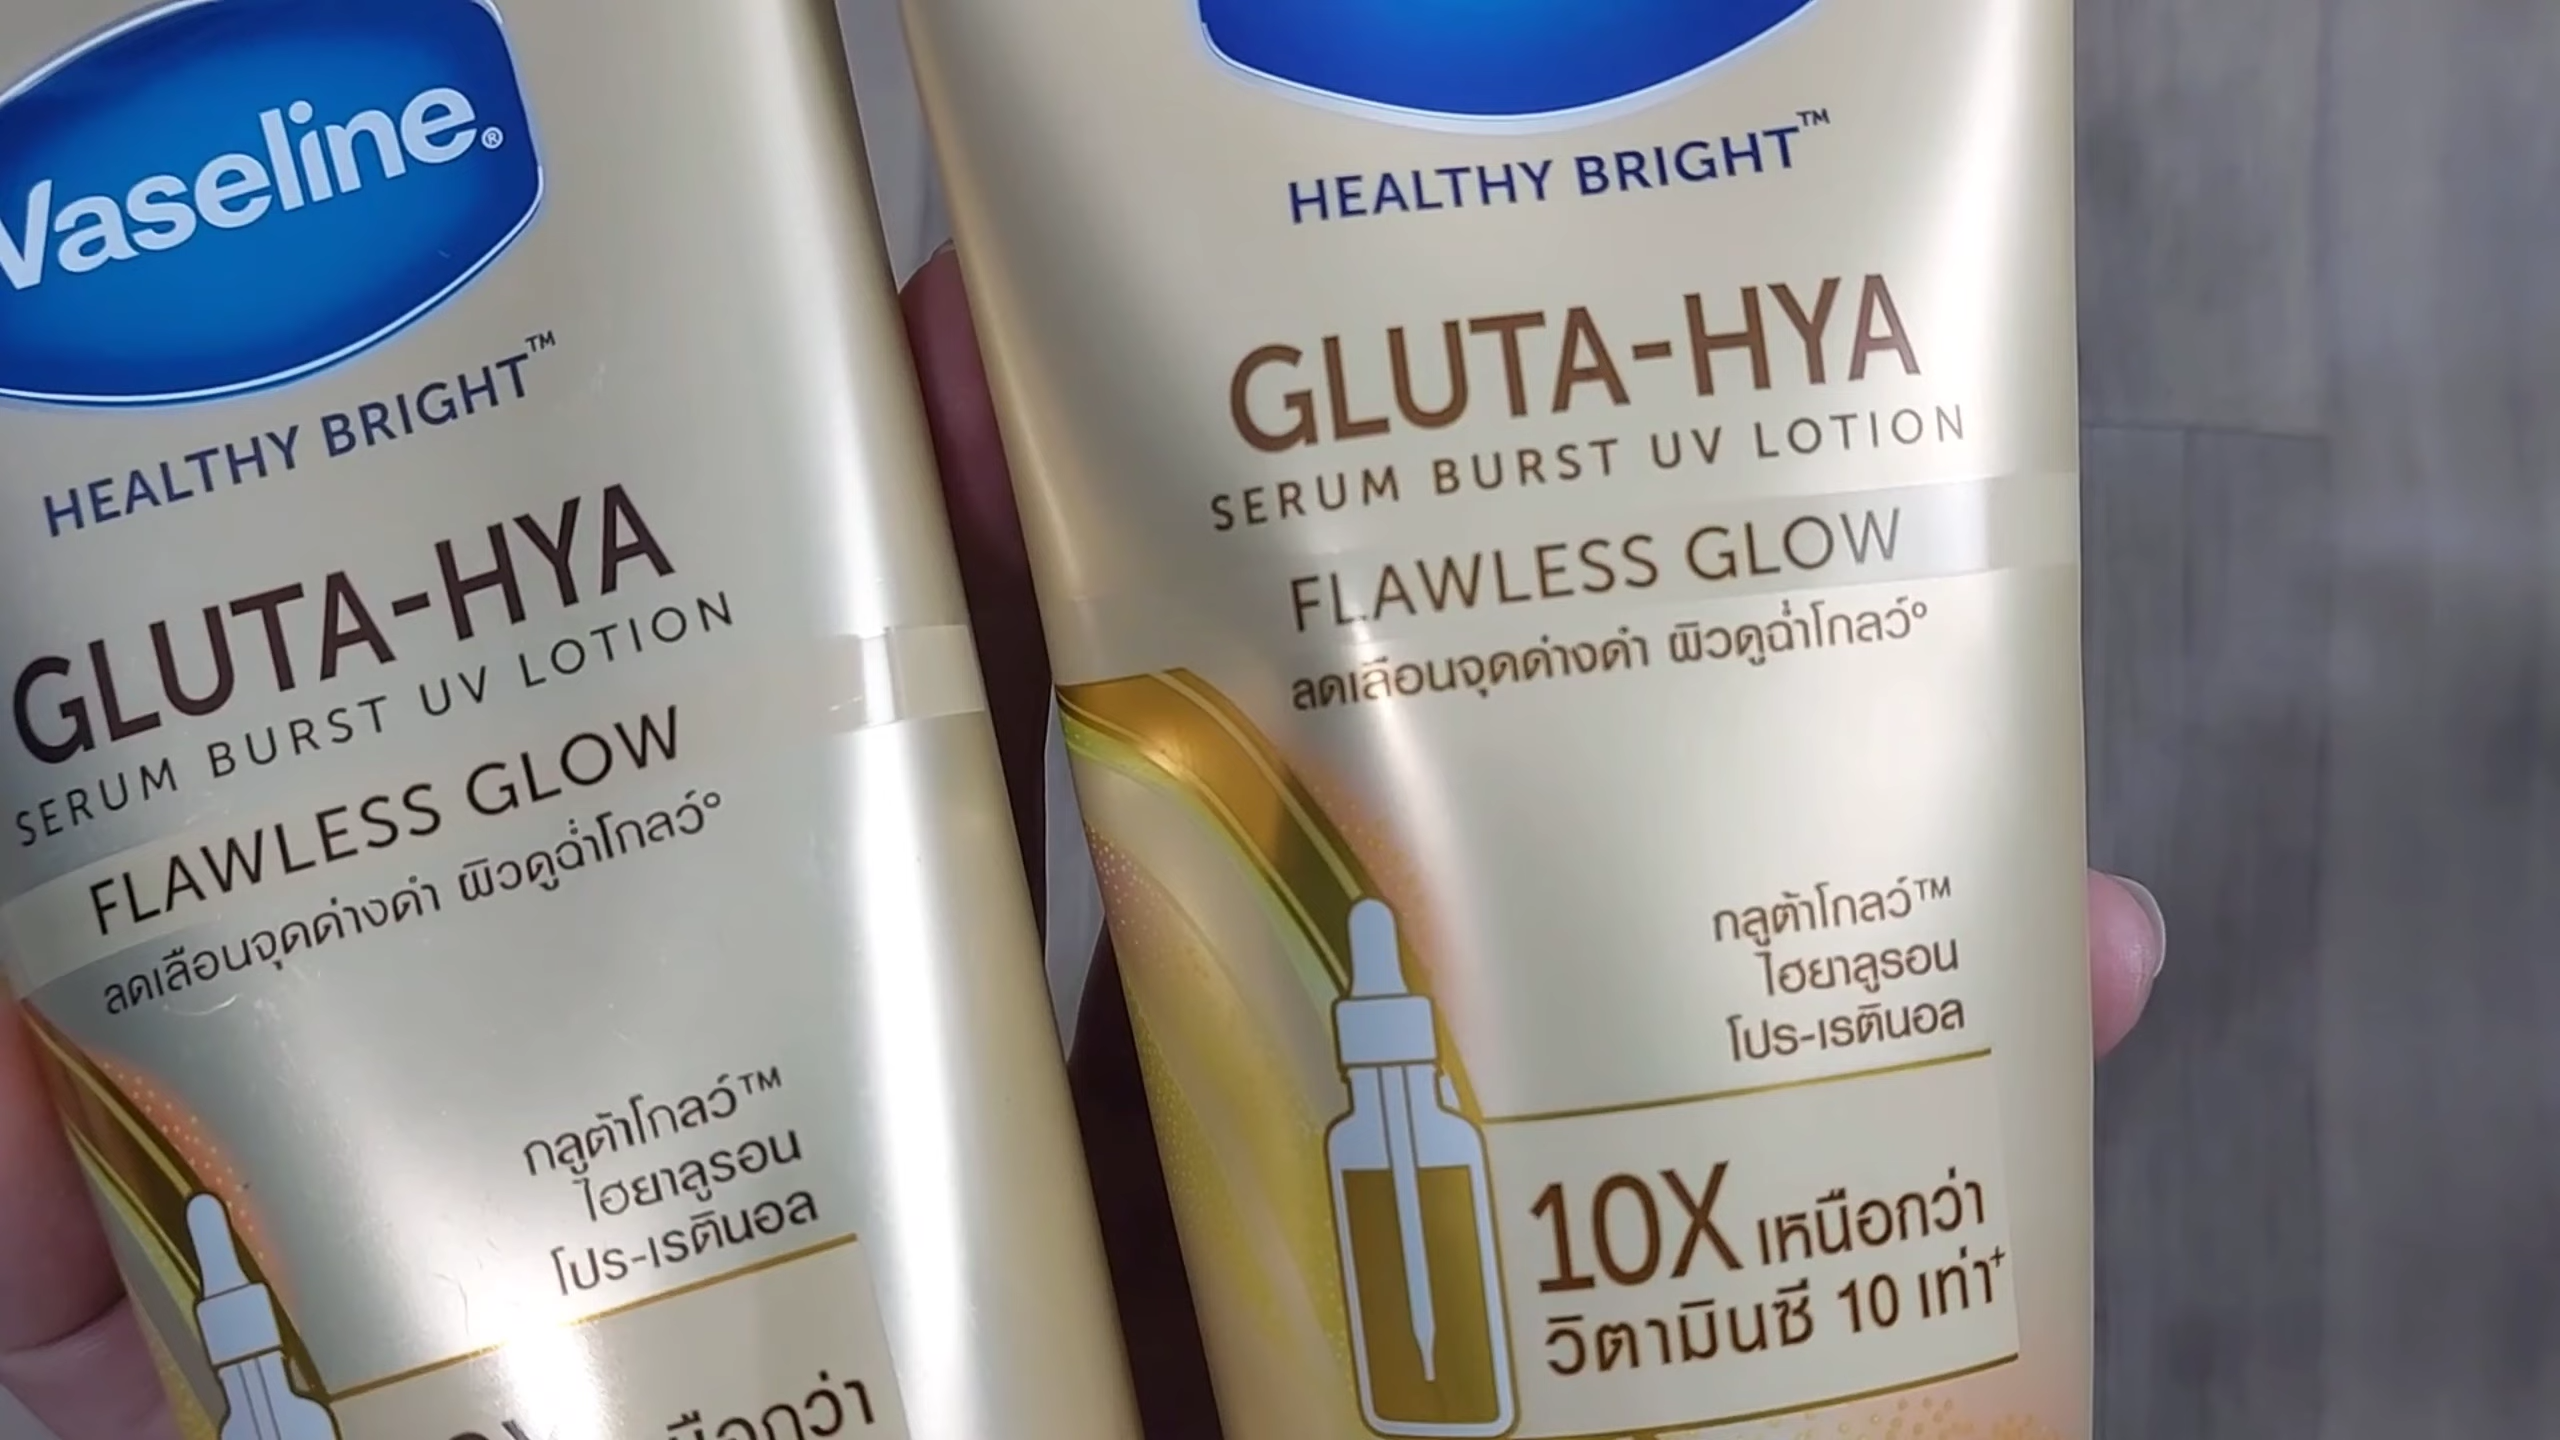 Vaseline®
HEALTHY BRIGHT™
GLUTA-HYA
SERUM BURST UV LOTION
FLAWLESS GLOW
ลดเลือนจุดด่างดำ ผิวดูฉ่ำโกลว์°
กลูต้าโกลว์™
ไฮยาลูรอน
โปร-เรตินอล
เหนือกว่า
HEALTHY BRIGHT™
GLUTA-HYA
SERUM BURST UV LOTION
FLAWLESS GLOW
ลดเลือนจุดด่างดำ ผิวดูฉ่ำโกลว์°
กลูต้าโกลว์™
ไฮยาลูรอน
โปร-เรตินอล
10X เหนือกว่า
วิตามินซี 10 เท่า⁺